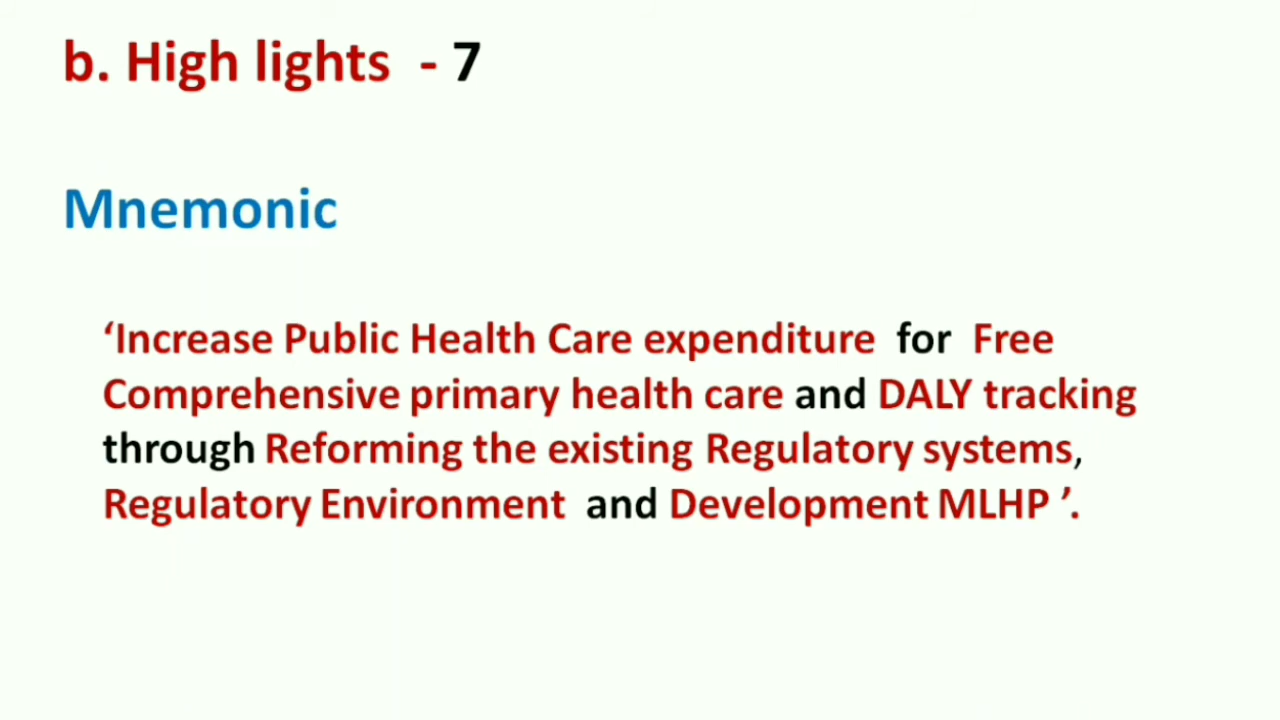 b. High lights - 7
Mnemonic
‘Increase Public Health Care expenditure for Free
Comprehensive primary health care and DALY tracking
through Reforming the existing Regulatory systems,
Regulatory Environment and Development MLHP ’.